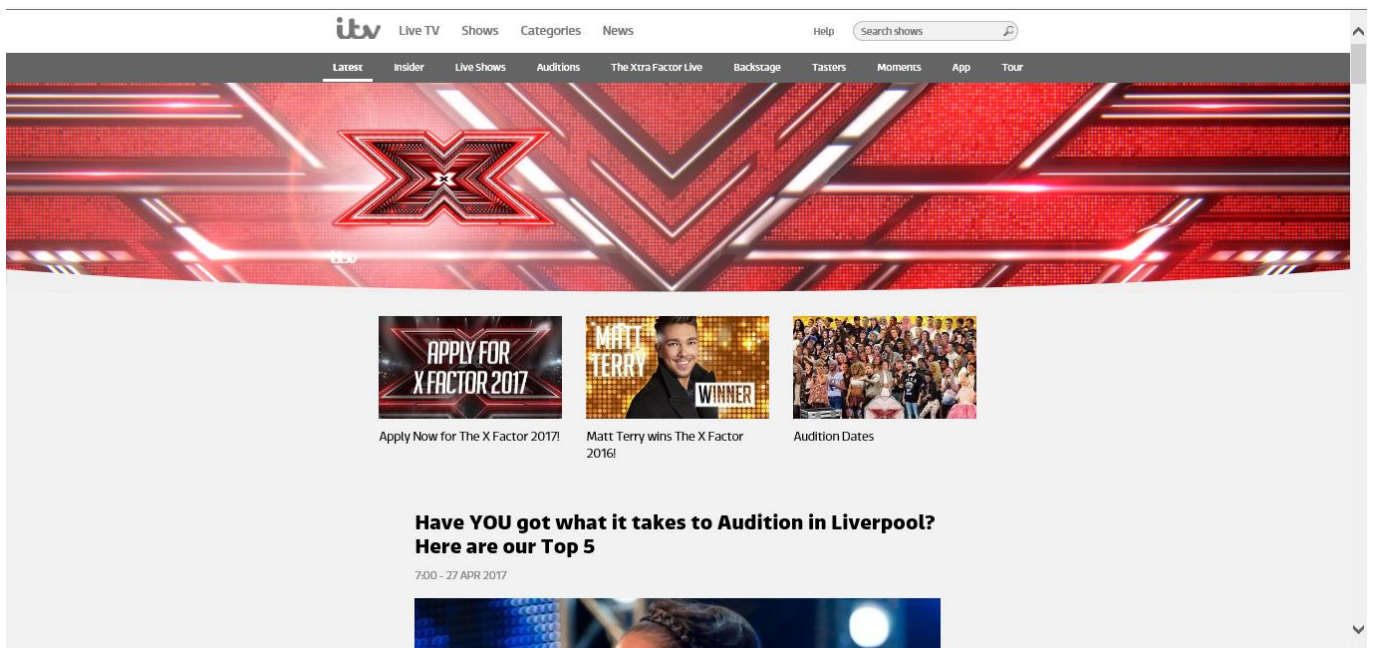 itv Live TV Shows Categories News Help Search shows
Latest Insider Live Shows Auditions The Xtra Factor Live Backstage Tasters Moments App Tour
X
itv
APPLY FOR
X FACTOR 2017
MATT
TERRY
WINNER
Apply Now for The X Factor 2017!
Matt Terry wins The X Factor
2016!
Audition Dates
Have YOU got what it takes to Audition in Liverpool?
Here are our Top 5
7:00 - 27 APR 2017